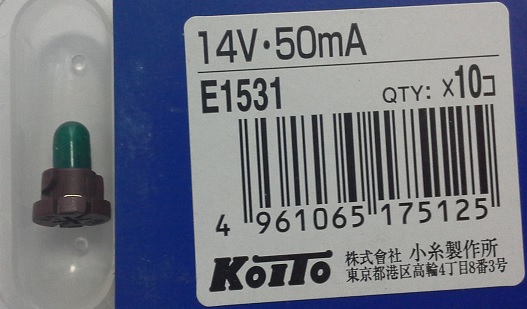 14V・50mA
E1531 QTY: X10コ
4 961065 175125
KOITO 株式会社 小糸製作所
東京都港区高輪4丁目8番3号